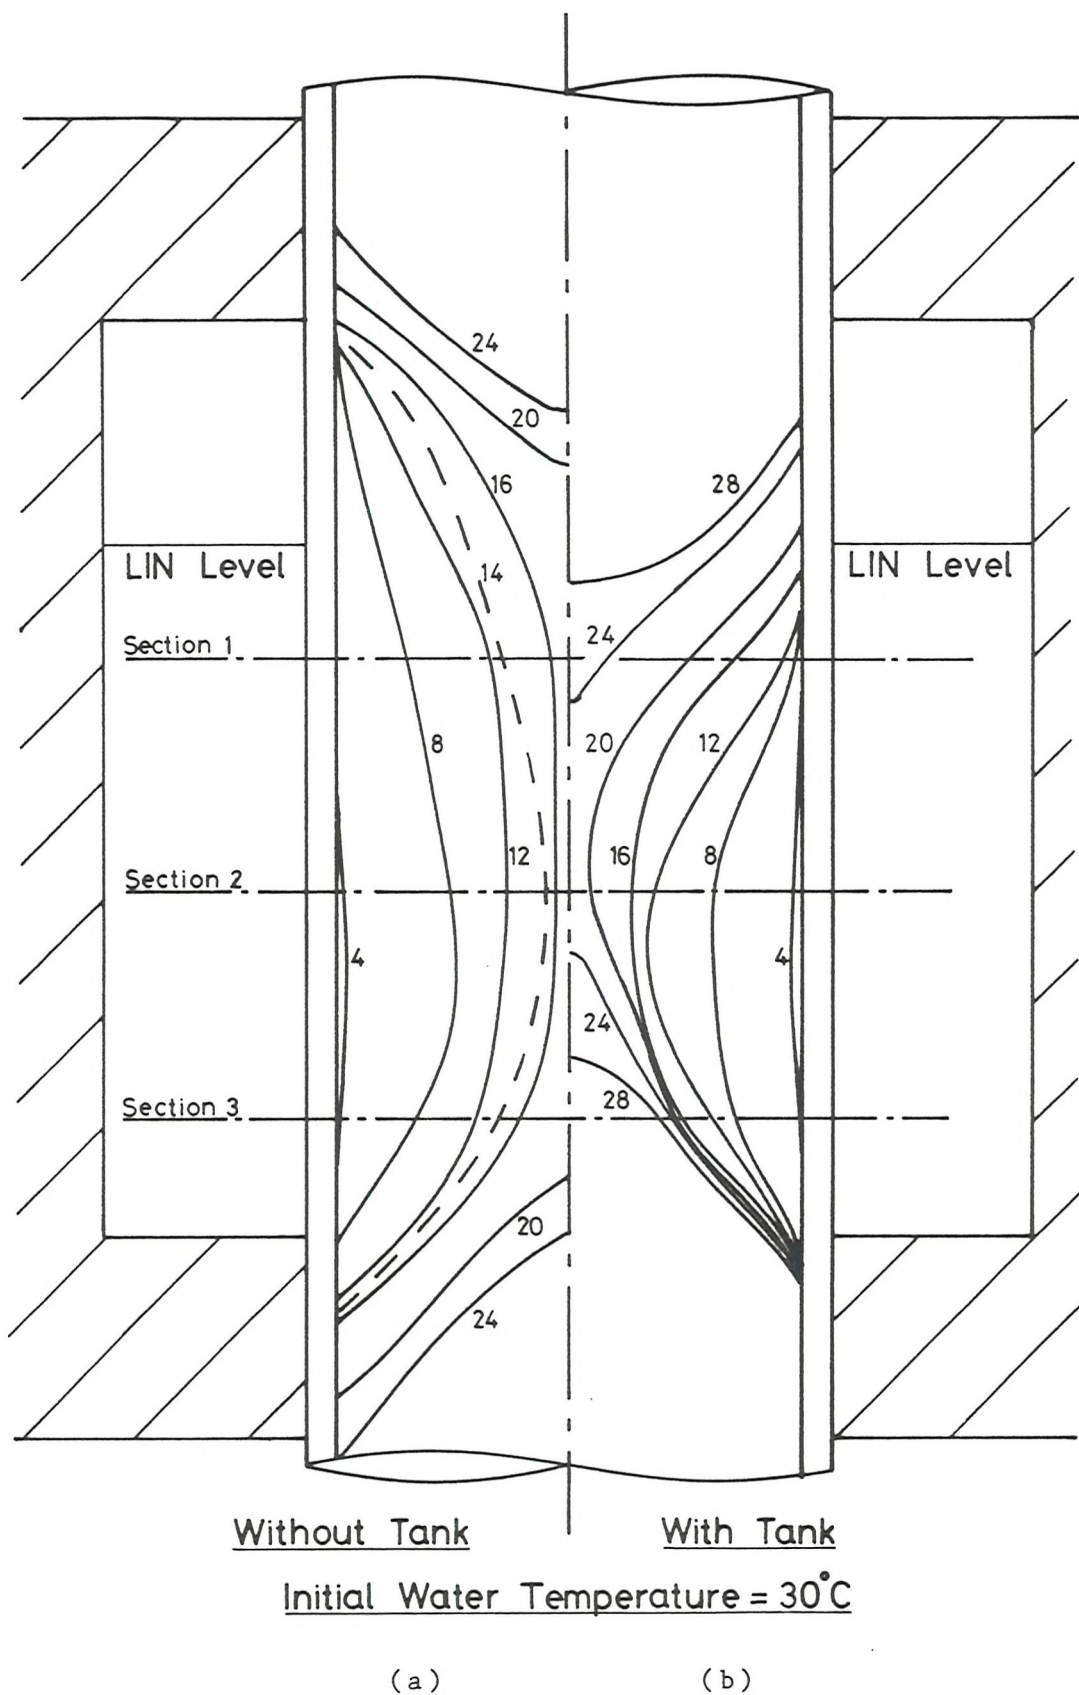 24
20
16
28
LIN Level
LIN Level
14
24
Section 1
8
20
12
12
16
8
Section 2
4
4
24
28
Section 3
20
24
Without Tank
With Tank
Initial Water Temperature = 30°C
(a)
(b)